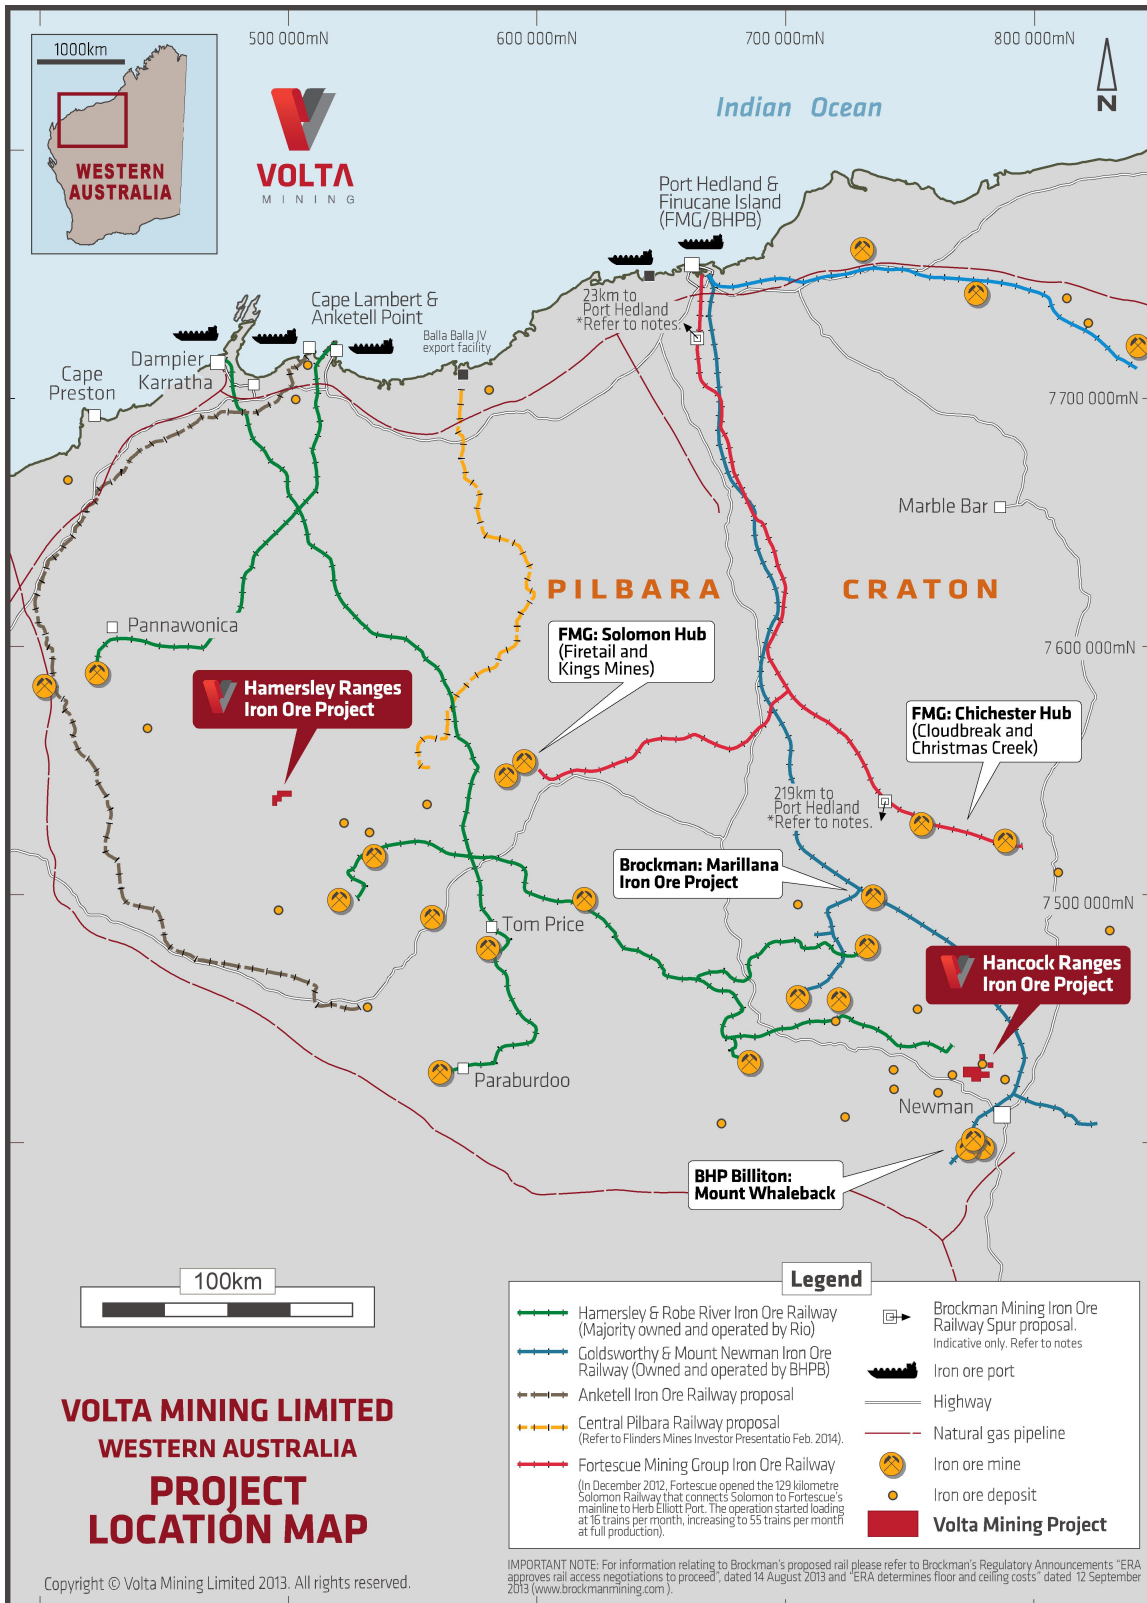 500 000mN
600 000mN
700 000mN
800 000mN
1000km
WESTERN
AUSTRALIA
VOLTA
MINING
Indian Ocean
N
Port Hedland &
Finucane Island
(FMG/BHPB)
23km to
Port Hedland
*Refer to notes.
Cape Lambert &
Anketell Point
Balla Balla JV
export facility
Dampier
Karratha
Cape
Preston
7 700 000mN
Marble Bar
PILBARA CRATON
Pannawonica
FMG: Solomon Hub
(Firetail and
Kings Mines)
7 600 000mN
Hamersley Ranges
Iron Ore Project
FMG: Chichester Hub
(Cloudbreak and
Christmas Creek)
219km to
Port Hedland
*Refer to notes.
Brockman: Marillana
Iron Ore Project
7 500 000mN
Tom Price
Hancock Ranges
Iron Ore Project
Paraburdoo
Newman
BHP Billiton:
Mount Whaleback
100km
VOLTA MINING LIMITED
WESTERN AUSTRALIA
PROJECT
LOCATION MAP
Copyright © Volta Mining Limited 2013. All rights reserved.
Legend
Hamersley & Robe River Iron Ore Railway
(Majority owned and operated by Rio)
Goldsworthy & Mount Newman Iron Ore
Railway (Owned and operated by BHPB)
Anketell Iron Ore Railway proposal
Central Pilbara Railway proposal
(Refer to Flinders Mines Investor Presentatio Feb. 2014).
Fortescue Mining Group Iron Ore Railway
(In December 2012, Fortescue opened the 129 kilometre
Solomon Railway that connects Solomon to Fortescue's
mainline to Herb Elliott Port. The operation started loading
at 16 trains per month, increasing to 55 trains per month
at full production).
Brockman Mining Iron Ore
Railway Spur proposal.
Indicative only. Refer to notes
Iron ore port
Highway
Natural gas pipeline
Iron ore mine
Iron ore deposit
Volta Mining Project
IMPORTANT NOTE: For information relating to Brockman's proposed rail please refer to Brockman's Regulatory Announcements "ERA
approves rail access negotiations to proceed", dated 14 August 2013 and "ERA determines floor and ceiling costs" dated 12 September
2013 (www.brockmanmining.com ).